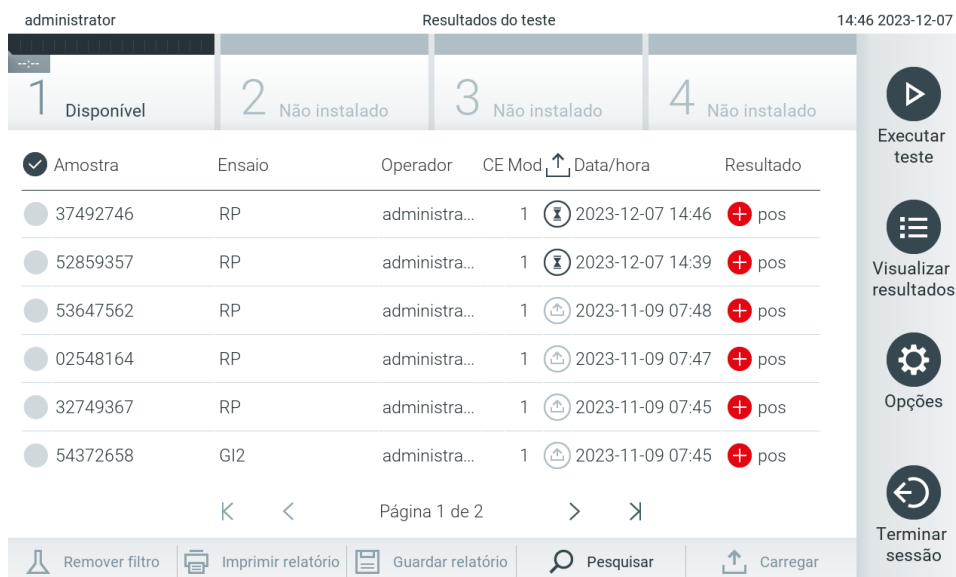 administrator Resultados do teste 14:46 2023-12-07
--:--
1 Disponível 2 Não instalado 3 Não instalado 4 Não instalado
Executar
teste
Amostra Ensaio Operador CE Mod Data/hora Resultado
37492746 RP administra... 1 2023-12-07 14:46 pos
52859357 RP administra... 1 2023-12-07 14:39 pos
Visualizar
resultados
53647562 RP administra... 1 2023-11-09 07:48 pos
02548164 RP administra... 1 2023-11-09 07:47 pos
32749367 RP administra... 1 2023-11-09 07:45 pos
Opções
54372658 GI2 administra... 1 2023-11-09 07:45 pos
Página 1 de 2
Terminar
sessão
Remover filtro Imprimir relatório Guardar relatório Pesquisar Carregar